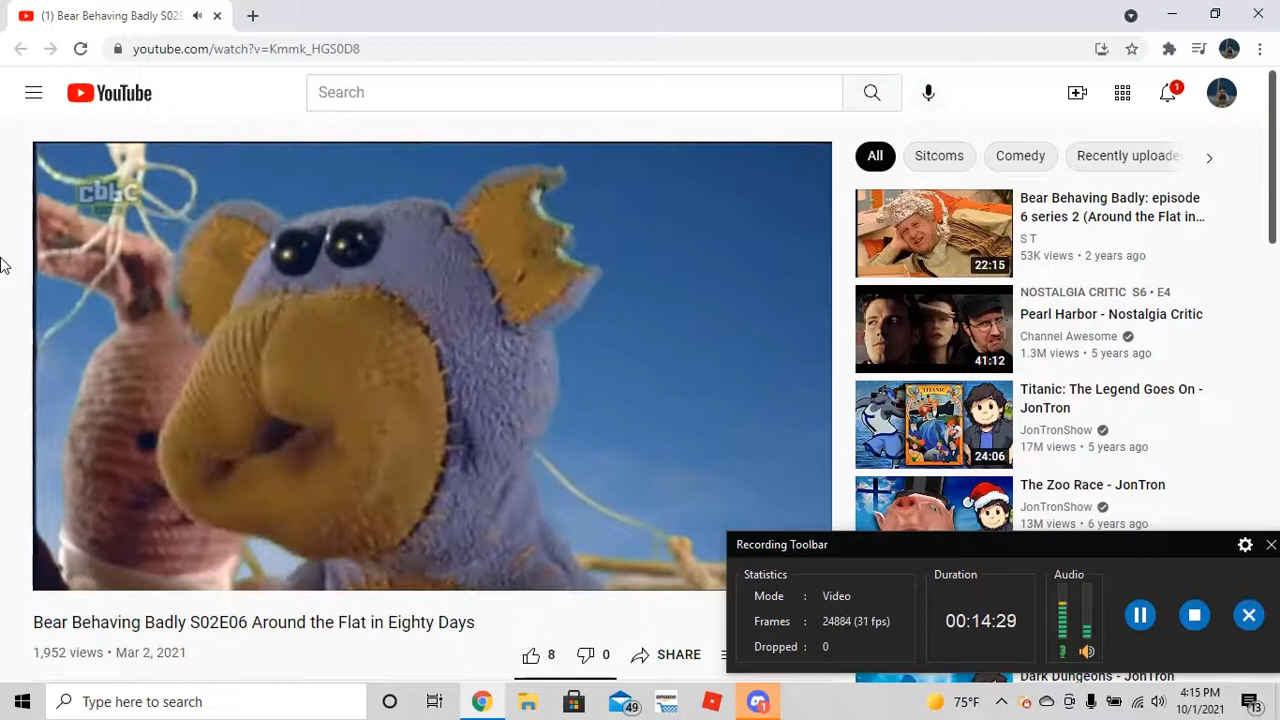 (1) Bear Behaving Badly S02E
youtube.com/watch?v=Kmmk_HGS0D8
YouTube
Search
1
cbbc
All
Sitcoms
Comedy
Recently uploade
Bear Behaving Badly: episode
6 series 2 (Around the Flat in...
S T
53K views • 2 years ago
22:15
NOSTALGIA CRITIC S6 • E4
Pearl Harbor - Nostalgia Critic
Channel Awesome
1.3M views • 5 years ago
41:12
Titanic: The Legend Goes On -
JonTron
JonTronShow
17M views • 5 years ago
TITANIC
24:06
The Zoo Race - JonTron
JonTronShow
13M views • 6 years ago
Recording Toolbar
Statistics
Mode : Video
Frames : 24884 (31 fps)
Dropped : 0
Duration
00:14:29
Audio
Bear Behaving Badly S02E06 Around the Flat in Eighty Days
1,952 views • Mar 2, 2021
8
0
SHARE
Dark Dungeons - JonTron
Type here to search
49
1
75°F
4:15 PM
10/1/2021
13